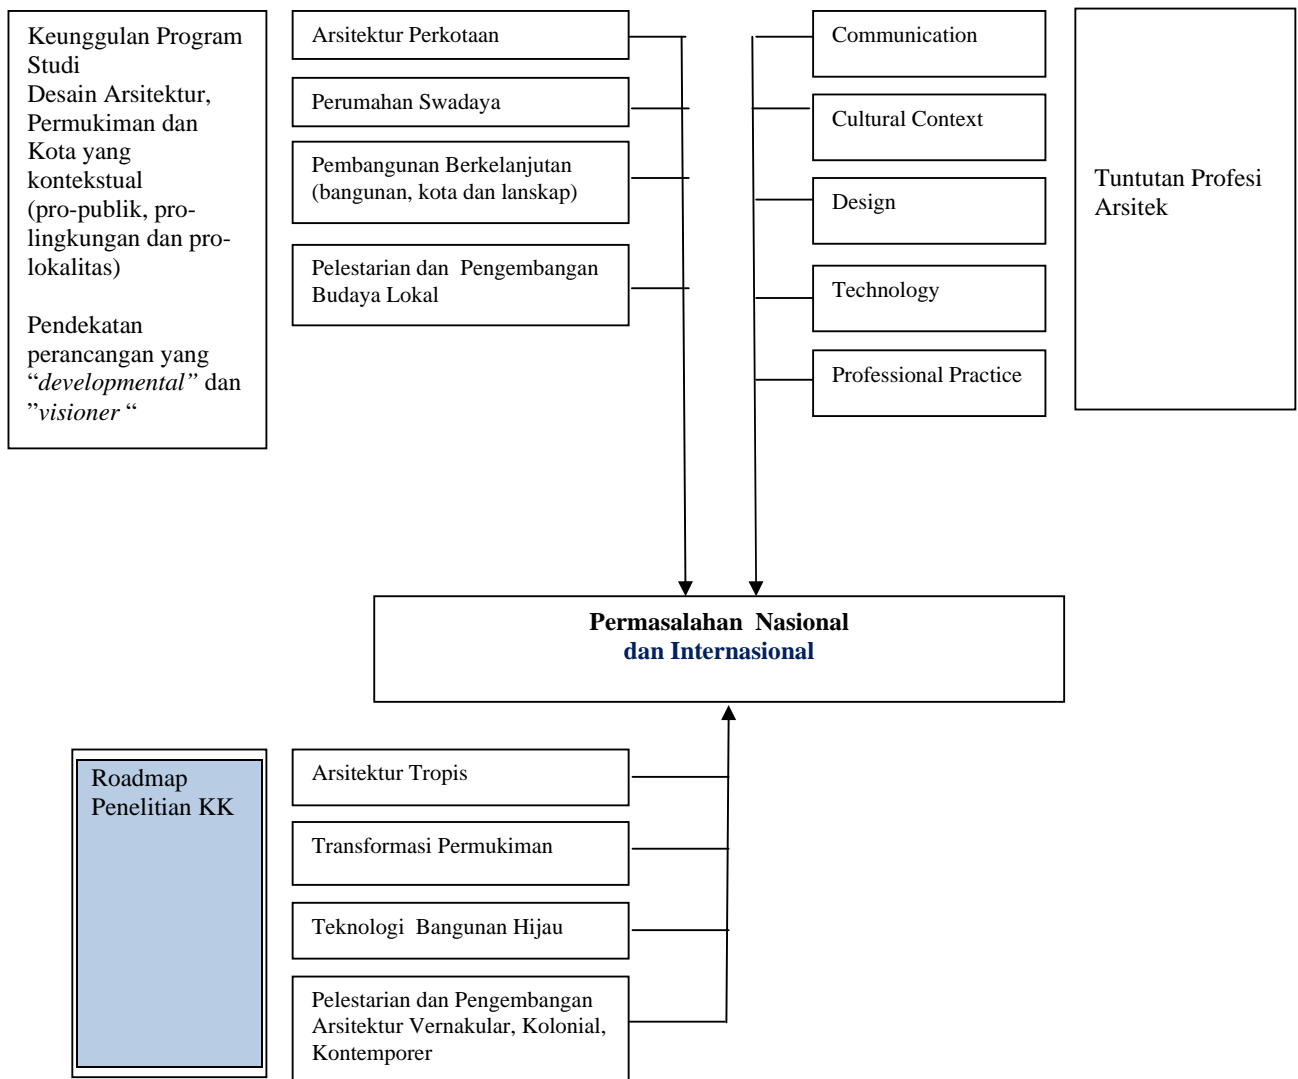 Keunggulan Program
Studi
Desain Arsitektur,
Permukiman dan
Kota yang
kontekstual
(pro-publik, pro-
lingkungan dan pro-
lokalitas)
Pendekatan
perancangan yang
“developmental” dan
”visioner “
Arsitektur Perkotaan
Perumahan Swadaya
Pembangunan Berkelanjutan
(bangunan, kota dan lanskap)
Pelestarian dan Pengembangan
Budaya Lokal
Communication
Cultural Context
Design
Technology
Professional Practice
Tuntutan Profesi
Arsitek
Permasalahan Nasional
dan Internasional
Roadmap
Penelitian KK
Arsitektur Tropis
Transformasi Permukiman
Teknologi Bangunan Hijau
Pelestarian dan Pengembangan
Arsitektur Vernakular, Kolonial,
Kontemporer